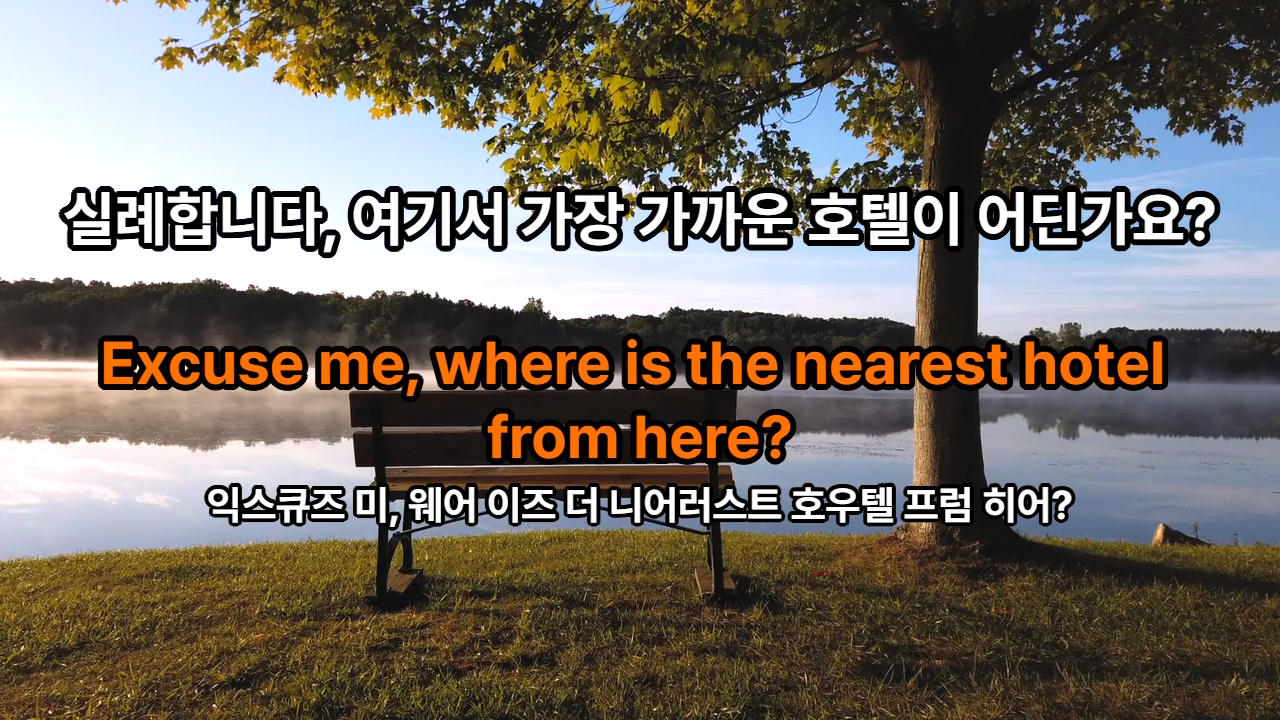 실례합니다, 여기서 가장 가까운 호텔이 어딘가요?
Excuse me, where is the nearest hotel
from here?
익스큐즈 미, 웨어 이즈 더 니어러스트 호우텔 프럼 히어?